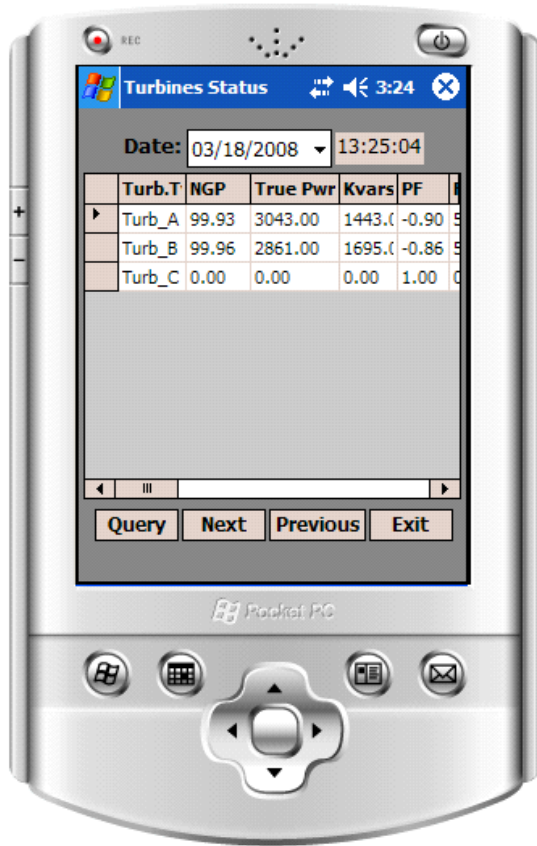 REC
Turbines Status 3:24
Date: 03/18/2008 13:25:04
Turb.T NGP True Pwr Kvars PF
Turb_A 99.93 3043.00 1443.( -0.90 5
Turb_B 99.96 2861.00 1695.( -0.86 5
Turb_C 0.00 0.00 0.00 1.00
Query Next Previous Exit
Pocket PC
+
-